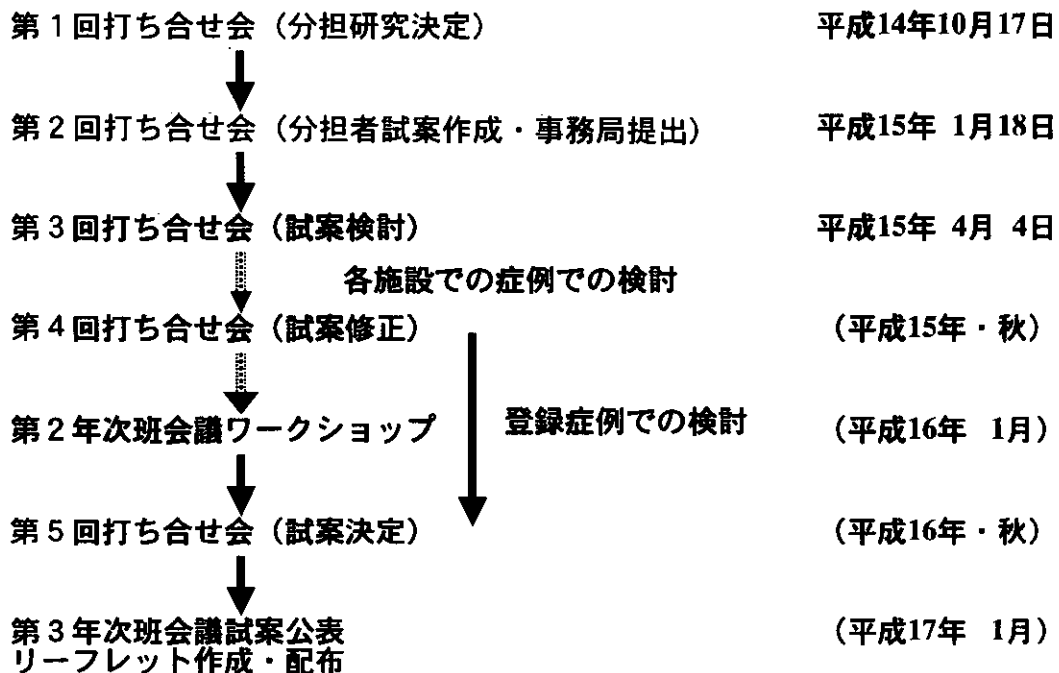 第1回打ち合せ会（分担研究決定） 平成14年10月17日
第2回打ち合せ会（分担者試案作成・事務局提出） 平成15年 1月18日
第3回打ち合せ会（試案検討） 平成15年 4月 4日
各施設での症例での検討
第4回打ち合せ会（試案修正） （平成15年・秋）
第2年次班会議ワークショップ 登録症例での検討 （平成16年 1月）
第5回打ち合せ会（試案決定） （平成16年・秋）
第3年次班会議試案公表 （平成17年 1月）
リーフレット作成・配布